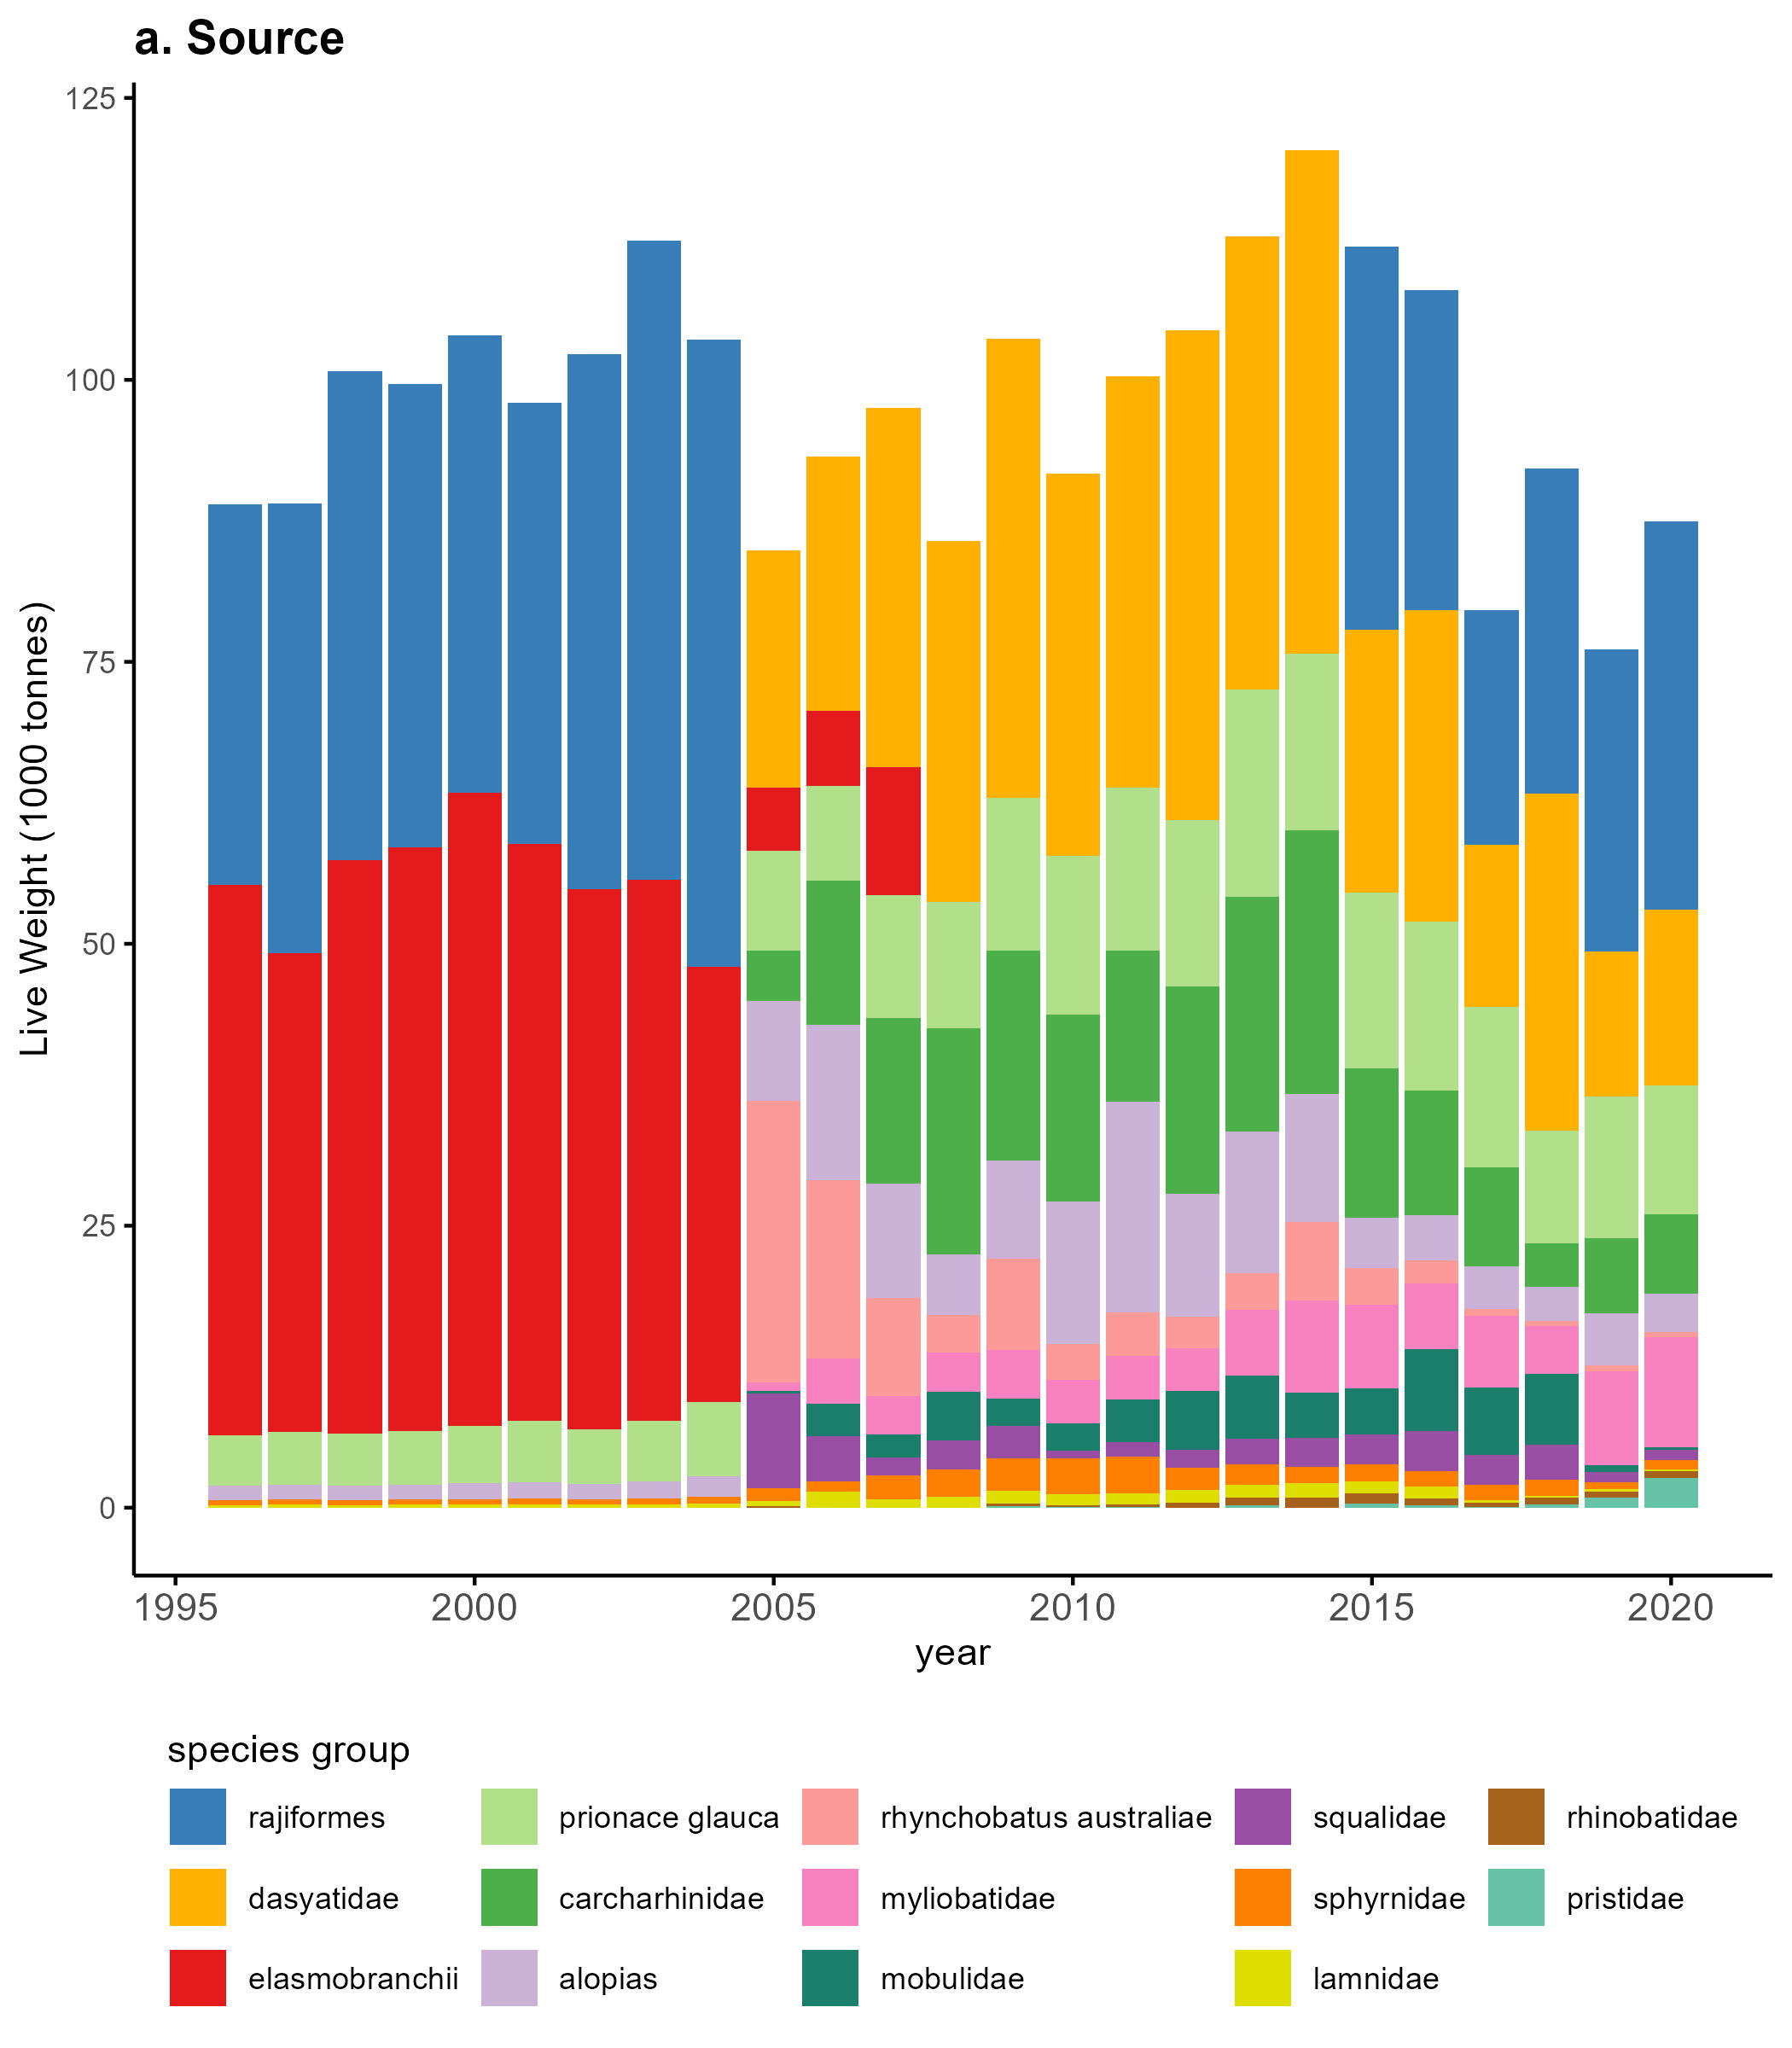 a. Source
125
100
75
50
25
0
Live Weight (1000 tonnes)
1995 2000 2005 2010 2015 2020
year
species group
rajiformes prionace glauca rhynchobatus australiae squalidae rhinobatidae
dasyatidae carcharhinidae myliobatidae sphyrnidae pristidae
elasmobranchii alopias mobulidae lamnidae